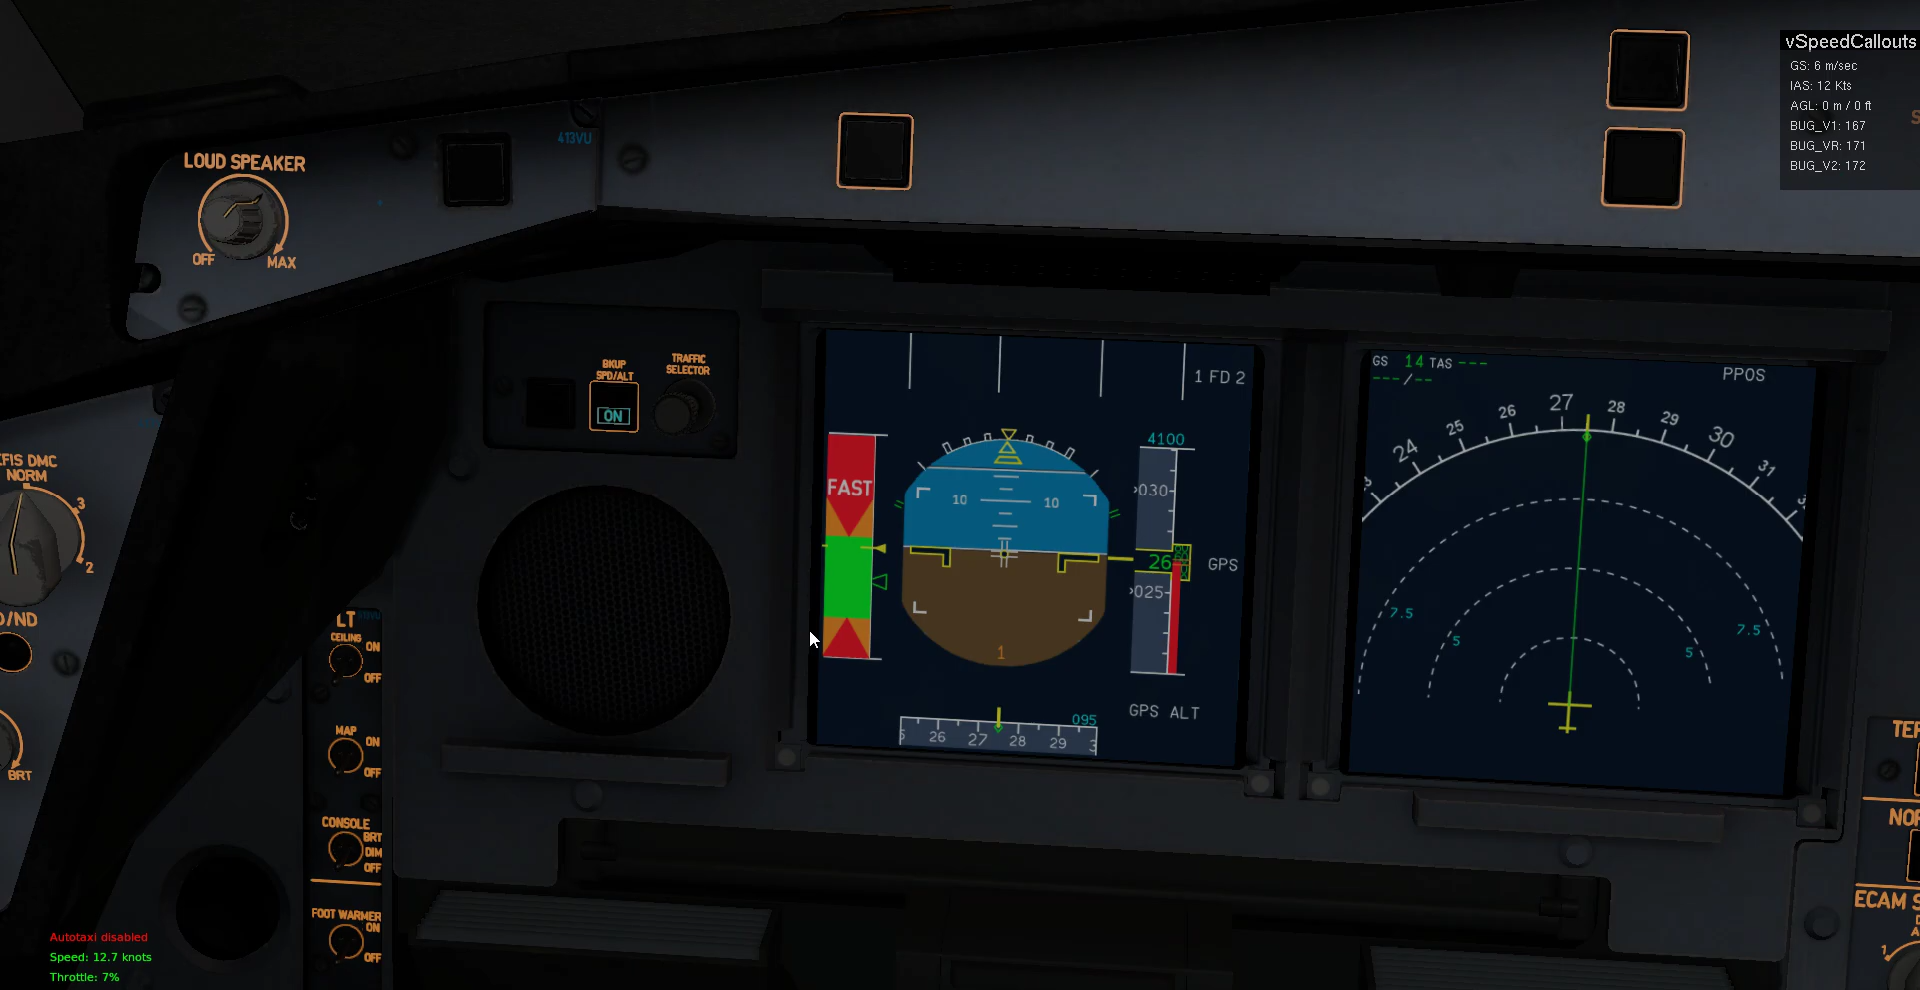 vSpeedCallouts
GS: 6 m/sec
IAS: 12 Kts
AGL: 0 m / 0 ft
BUG_V1: 167
BUG_VR: 171
BUG_V2: 172
413VU
LOUD SPEAKER
OFF
MAX
BKUP
SPD/ALT
ON
TRAFFIC
SELECTOR
1 FD 2
4100
FAST
10 10
030
26
GPS
025
1
GPS ALT
095
26 27 28 29 3
GS 14 TAS ---
---/--
PPOS
24 25 26 27 28 29 30 31
7.5 7.5
5 5
EFIS DMC
NORM
3
2
/ND
BRT
LT
CEILING
ON
OFF
MAP
ON
OFF
CONSOLE
BRT
DIM
OFF
FOOT WARMER
ON
OFF
TER
NOR
ECAM S
1
Autotaxi disabled
Speed: 12.7 knots
Throttle: 7%